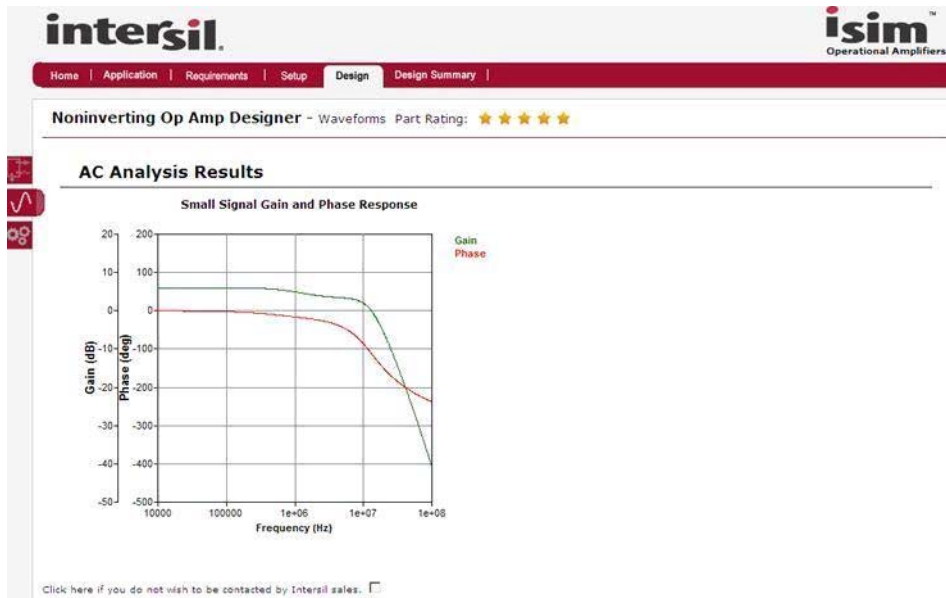 intersil.
isim™
Operational Amplifiers
Home | Application | Requirements | Setup Design Design Summary |
Noninverting Op Amp Designer - Waveforms Part Rating:
AC Analysis Results
Small Signal Gain and Phase Response
Gain
Phase
Gain (dB)
20
10
0
-10
-20
-30
-40
-50
Phase (deg)
200
100
0
-100
-200
-300
-400
-500
10000 100000 1e+06 1e+07 1e+08
Frequency (Hz)
Click here if you do not wish to be contacted by Intersil sales.